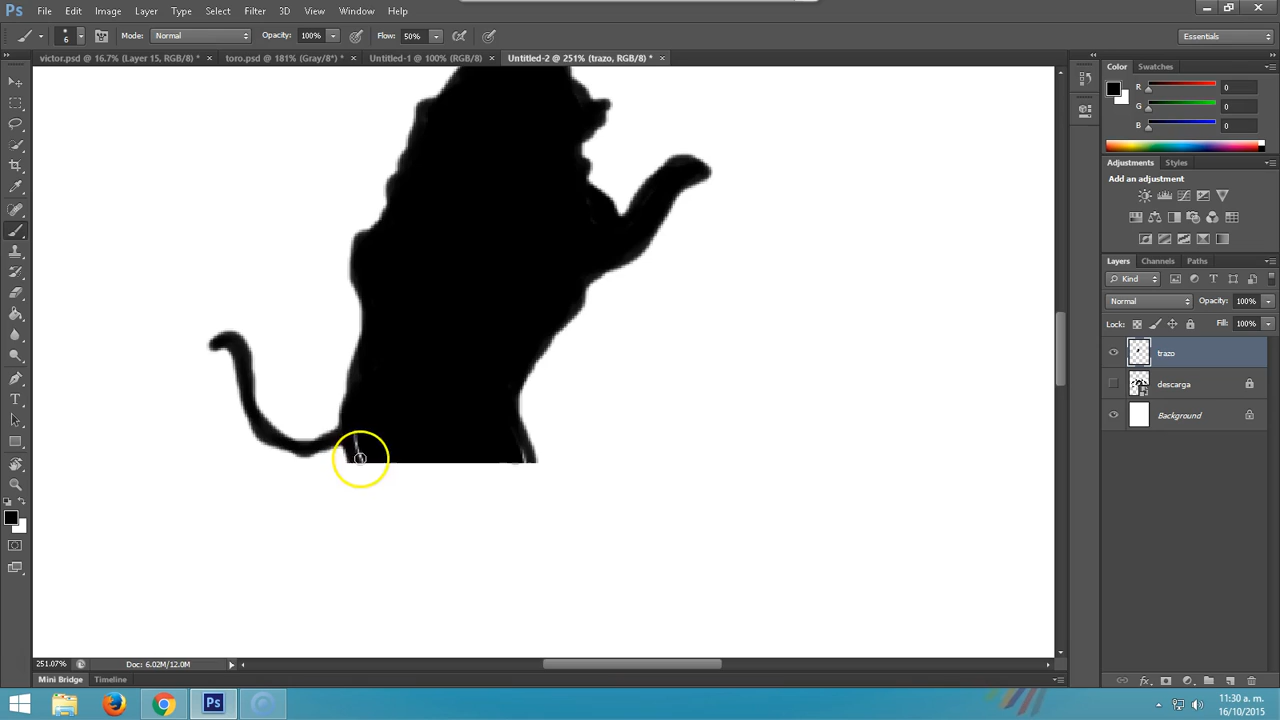 Ps File Edit Image Layer Type Select Filter 3D View Window Help
6 Mode: Normal Opacity: 100% Flow: 50% Essentials
victor.psd @ 16.7% (Layer 15, RGB/8) * × toro.psd @ 181% (Gray/8*) * × Untitled-1 @ 100% (RGB/8) × Untitled-2 @ 251% (trazo, RGB/8) * ×
Color Swatches
R 0
G 0
B 0
Adjustments Styles
Add an adjustment
Layers Channels Paths
Kind
Normal Opacity: 100%
Lock: Fill: 100%
trazo
descarga
Background
251.07% Doc: 6.02M/12.0M
Mini Bridge Timeline
Ps
11:30 a. m.
16/10/2015